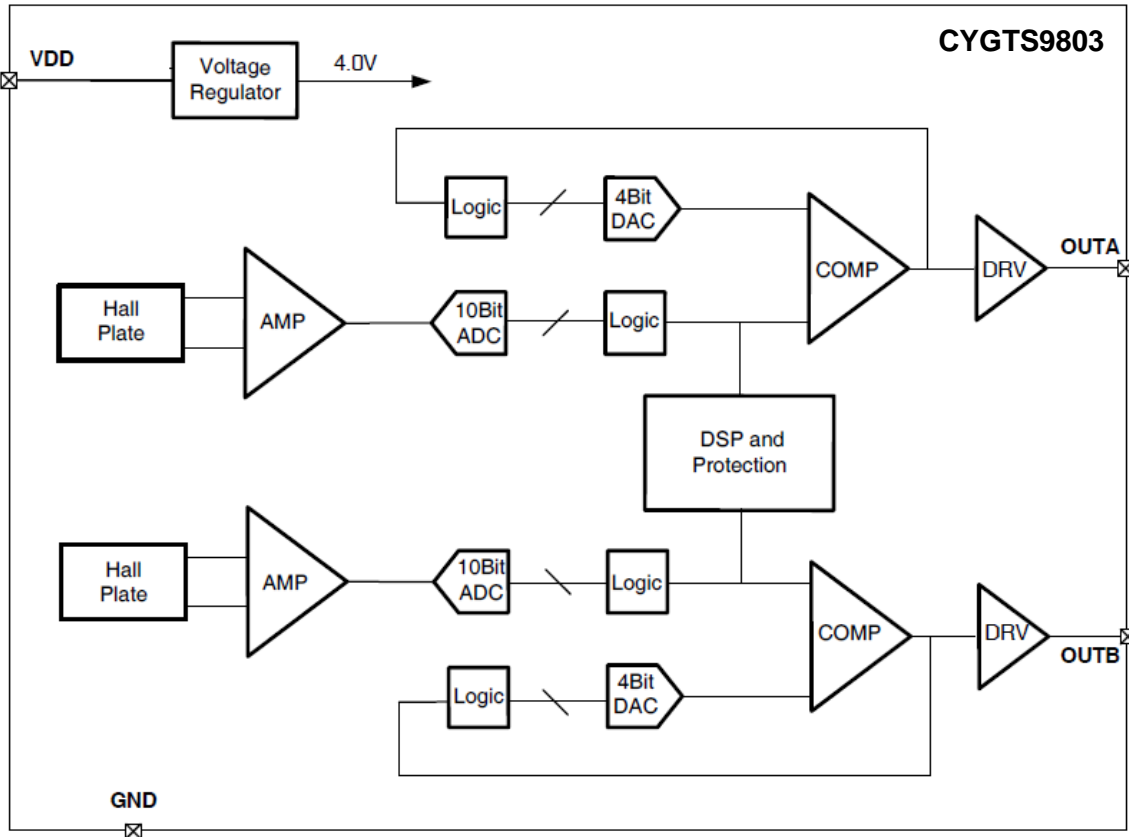 CYGTS9803
VDD
Voltage
Regulator
4.0V
Logic
4Bit
DAC
COMP
DRV
OUTA
Hall
Plate
AMP
10Bit
ADC
Logic
DSP and
Protection
Hall
Plate
AMP
10Bit
ADC
Logic
COMP
DRV
OUTB
Logic
4Bit
DAC
GND